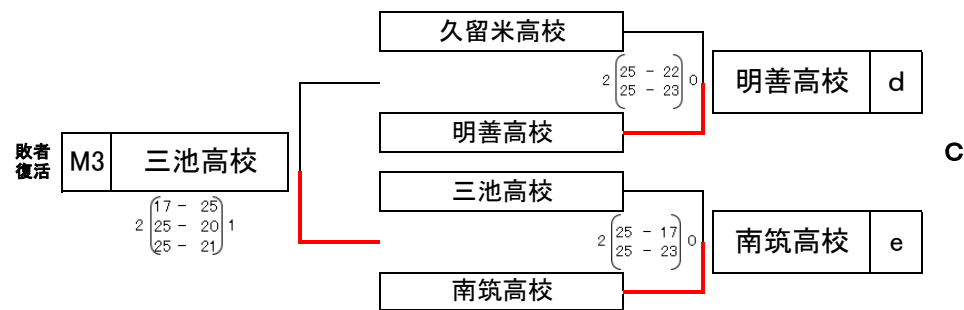 久留米高校
2 25 - 22 0
25 - 23
明善高校 d
明善高校
C
敗者
復活
M3 三池高校
三池高校
17 - 25
2 25 - 20 1
25 - 21
2 25 - 17 0
25 - 23
南筑高校 e
南筑高校